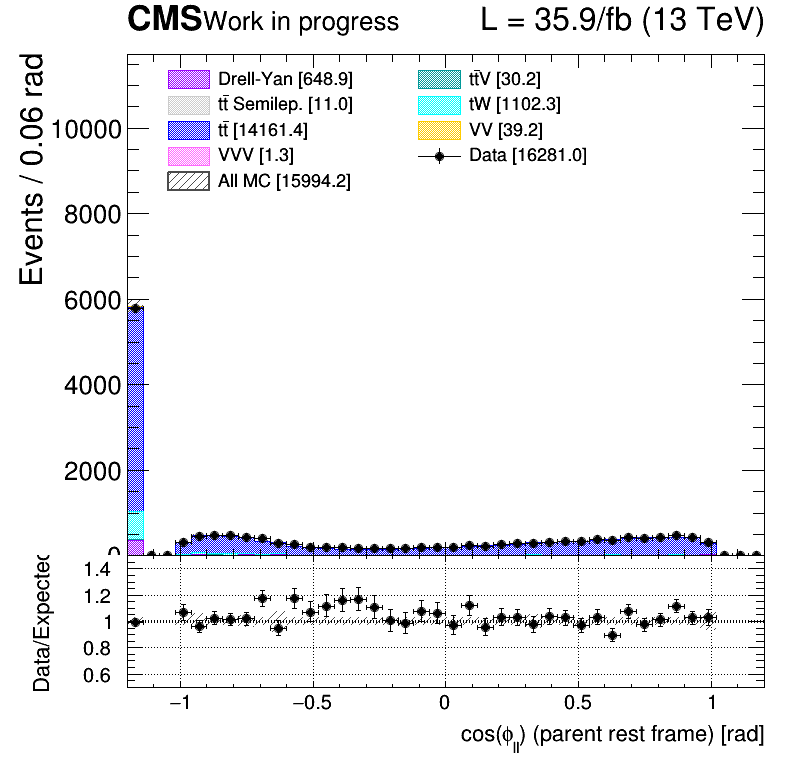 CMS Work in progress L = 35.9/fb (13 TeV)
Events / 0.06 rad
Drell-Yan [648.9]
tt̄ Semilep. [11.0]
tt̄ [14161.4]
VVV [1.3]
All MC [15994.2]
tt̄V [30.2]
tW [1102.3]
VV [39.2]
Data [16281.0]
10000
8000
6000
4000
2000
0
Data/Expected
1.4
1.2
1
0.8
0.6
−1 −0.5 0 0.5 1
cos(ϕ_ll) (parent rest frame) [rad]